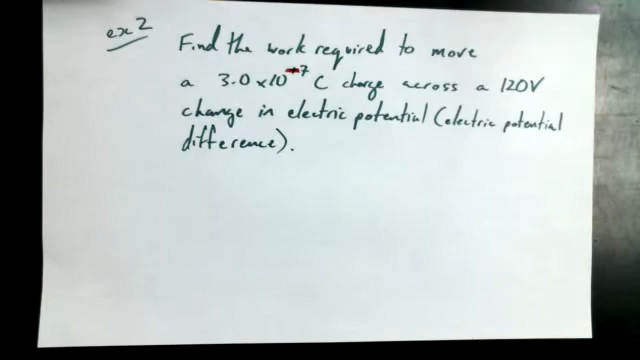 ex 2
Find the work required to move
a 3.0 x 10⁻⁷ C charge across a 120V
change in electric potential (electric potential
difference).